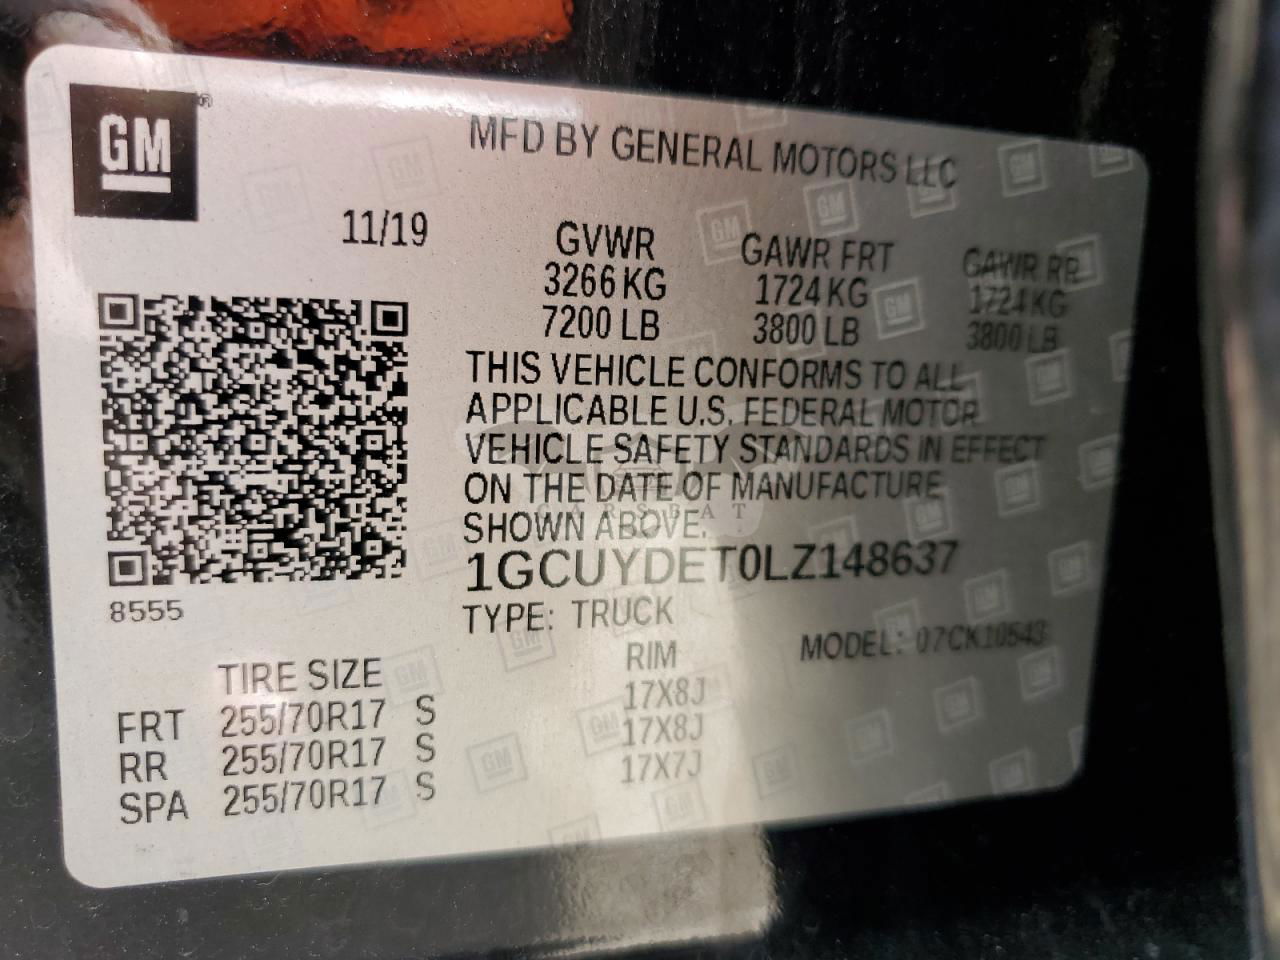 GM ®
MFD BY GENERAL MOTORS LLC
11/19
GVWR GAWR FRT GAWR RR
3266 KG 1724 KG 1724 KG
7200 LB 3800 LB 3800 LB
THIS VEHICLE CONFORMS TO ALL
APPLICABLE U.S. FEDERAL MOTOR
VEHICLE SAFETY STANDARDS IN EFFECT
ON THE DATE OF MANUFACTURE
SHOWN ABOVE.
CARSBAT
1GCUYDET0LZ148637
8555
TYPE: TRUCK
MODEL: 07CK10543
TIRE SIZE RIM
FRT 255/70R17 S 17X8J
RR 255/70R17 S 17X8J
SPA 255/70R17 S 17X7J